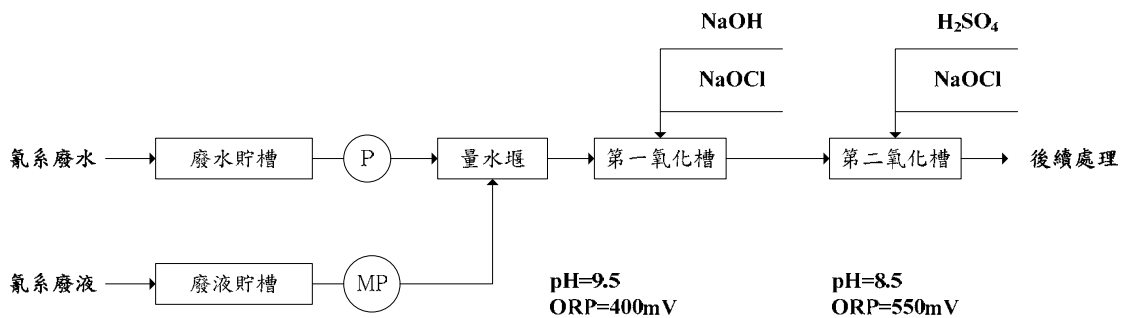 NaOH
H₂SO₄
NaOCl
NaOCl
氰系廢水
廢水貯槽
P
量水堰
第一氧化槽
第二氧化槽
後續處理
氰系廢液
廢液貯槽
MP
pH=9.5
ORP=400mV
pH=8.5
ORP=550mV